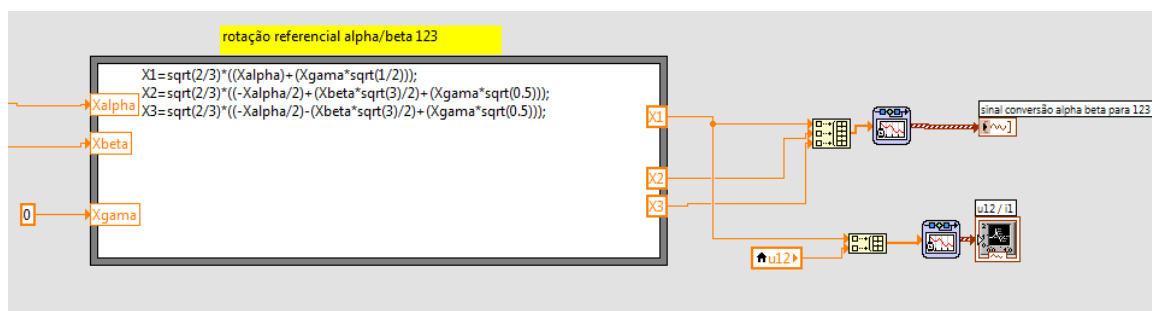 rotação referencial alpha/beta 123
X1=sqrt(2/3)*((Xalpha)+(Xgama*sqrt(1/2)));
X2=sqrt(2/3)*((-Xalpha/2)+(Xbeta*sqrt(3)/2)+(Xgama*sqrt(0.5)));
X3=sqrt(2/3)*((-Xalpha/2)-(Xbeta*sqrt(3)/2)+(Xgama*sqrt(0.5)));
Xalpha
Xbeta
0
Xgama
X1
X2
X3
sinal conversão alpha beta para 123
u12 / i1
u12